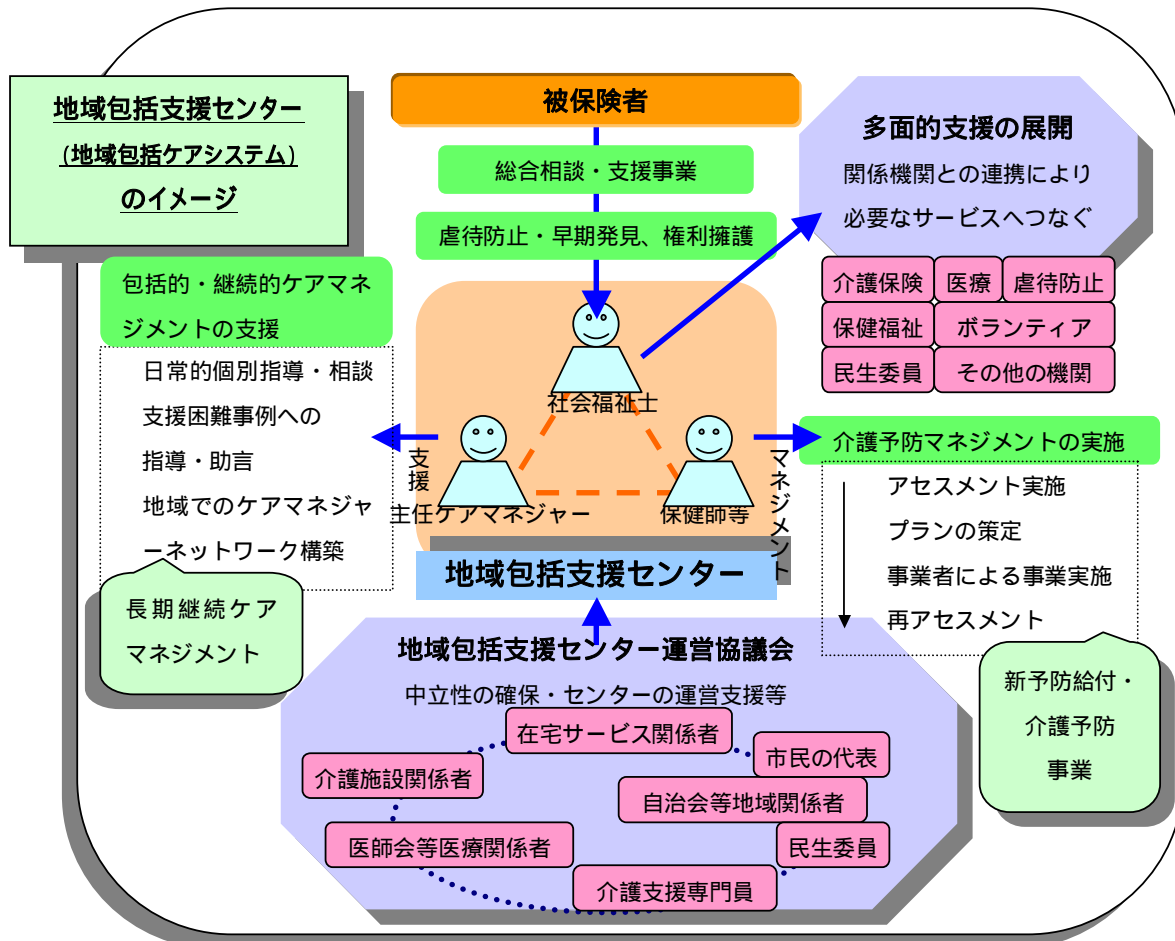 地域包括支援センター
(地域包括ケアシステム)
のイメージ
被保険者
総合相談・支援事業
虐待防止・早期発見、権利擁護
多面的支援の展開
関係機関との連携により
必要なサービスへつなぐ
介護保険
医療
虐待防止
保健福祉
ボランティア
民生委員
その他の機関
包括的・継続的ケアマネ
ジメントの支援
日常的個別指導・相談
支援困難事例への
指導・助言
地域でのケアマネジャ
ーネットワーク構築
長期継続ケア
マネジメント
社会福祉士
支援
主任ケアマネージャー
保健師等
マネジメント
介護予防マネジメントの実施
アセスメント実施
プランの策定
事業者による事業実施
再アセスメント
新予防給付・
介護予防
事業
地域包括支援センター
地域包括支援センター運営協議会
中立性の確保・センターの運営支援等
在宅サービス関係者
市民の代表
介護施設関係者
自治会等地域関係者
医師会等医療関係者
民生委員
介護支援専門員